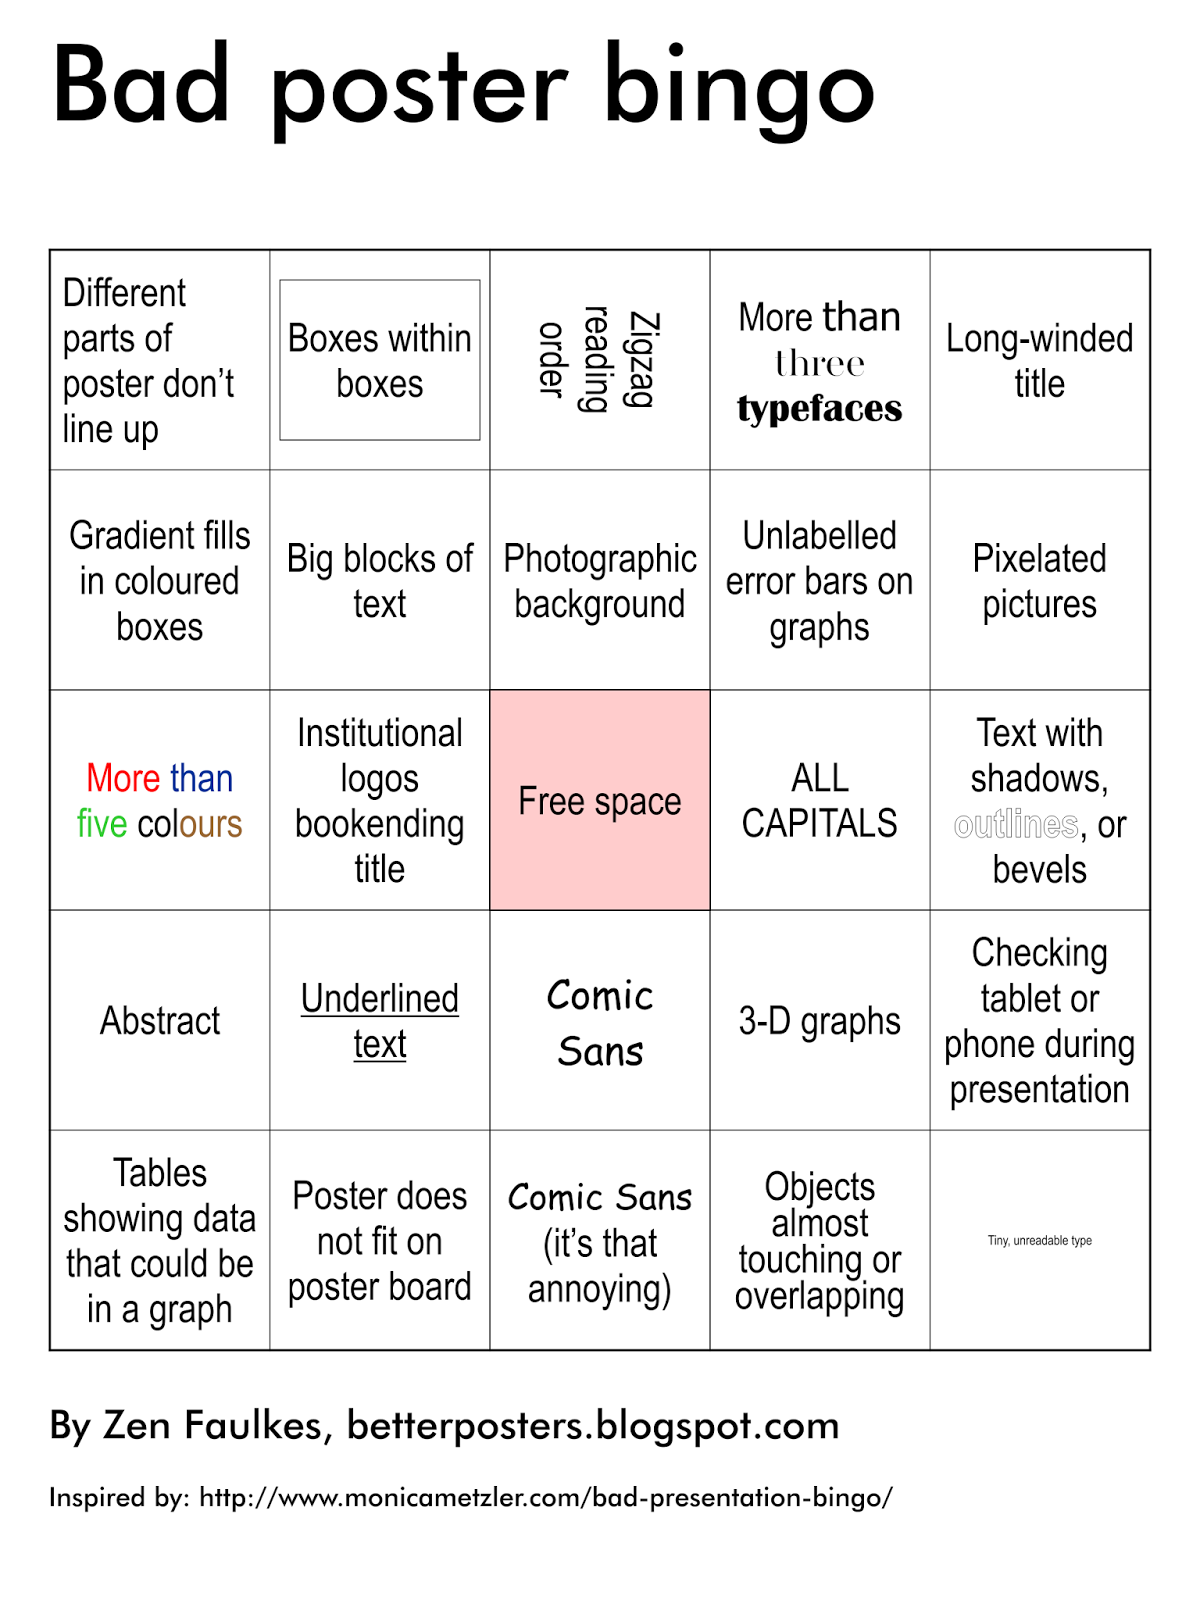 Bad poster bingo
Different
parts of
poster don’t
line up
Boxes within
boxes
Zigzag
reading
order
More than
three
typefaces
Long-winded
title
Gradient fills
in coloured
boxes
Big blocks of
text
Photographic
background
Unlabelled
error bars on
graphs
Pixelated
pictures
More than
five colours
Institutional
logos
bookending
title
Free space
ALL
CAPITALS
Text with
shadows,
outlines, or
bevels
Abstract
Underlined
text
Comic
Sans
3-D graphs
Checking
tablet or
phone during
presentation
Tables
showing data
that could be
in a graph
Poster does
not fit on
poster board
Comic Sans
(it’s that
annoying)
Objects
almost
touching or
overlapping
Tiny, unreadable type
By Zen Faulkes, betterposters.blogspot.com
Inspired by: http://www.monicametzler.com/bad-presentation-bingo/